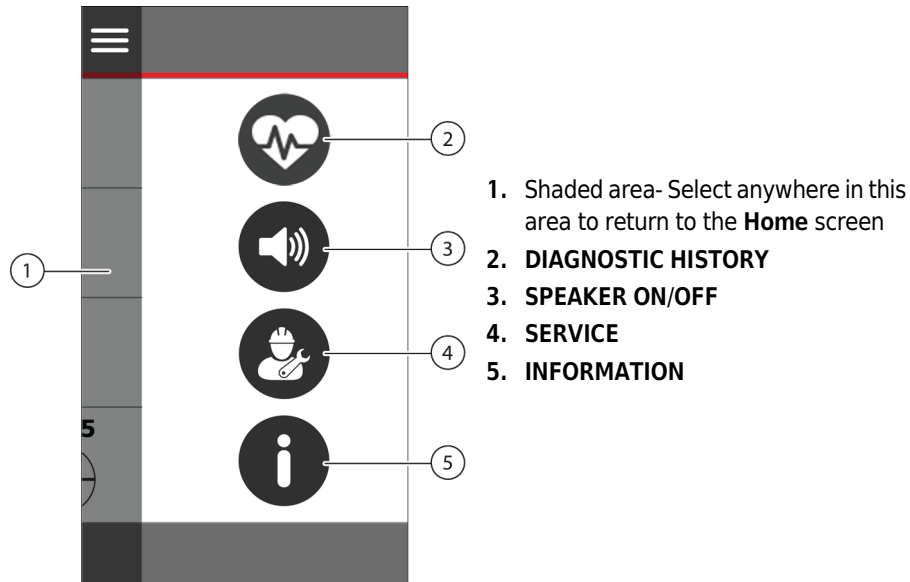 2
1. Shaded area- Select anywhere in this
area to return to the Home screen
3
2. DIAGNOSTIC HISTORY
1
3. SPEAKER ON/OFF
4. SERVICE
4
5. INFORMATION
5
5